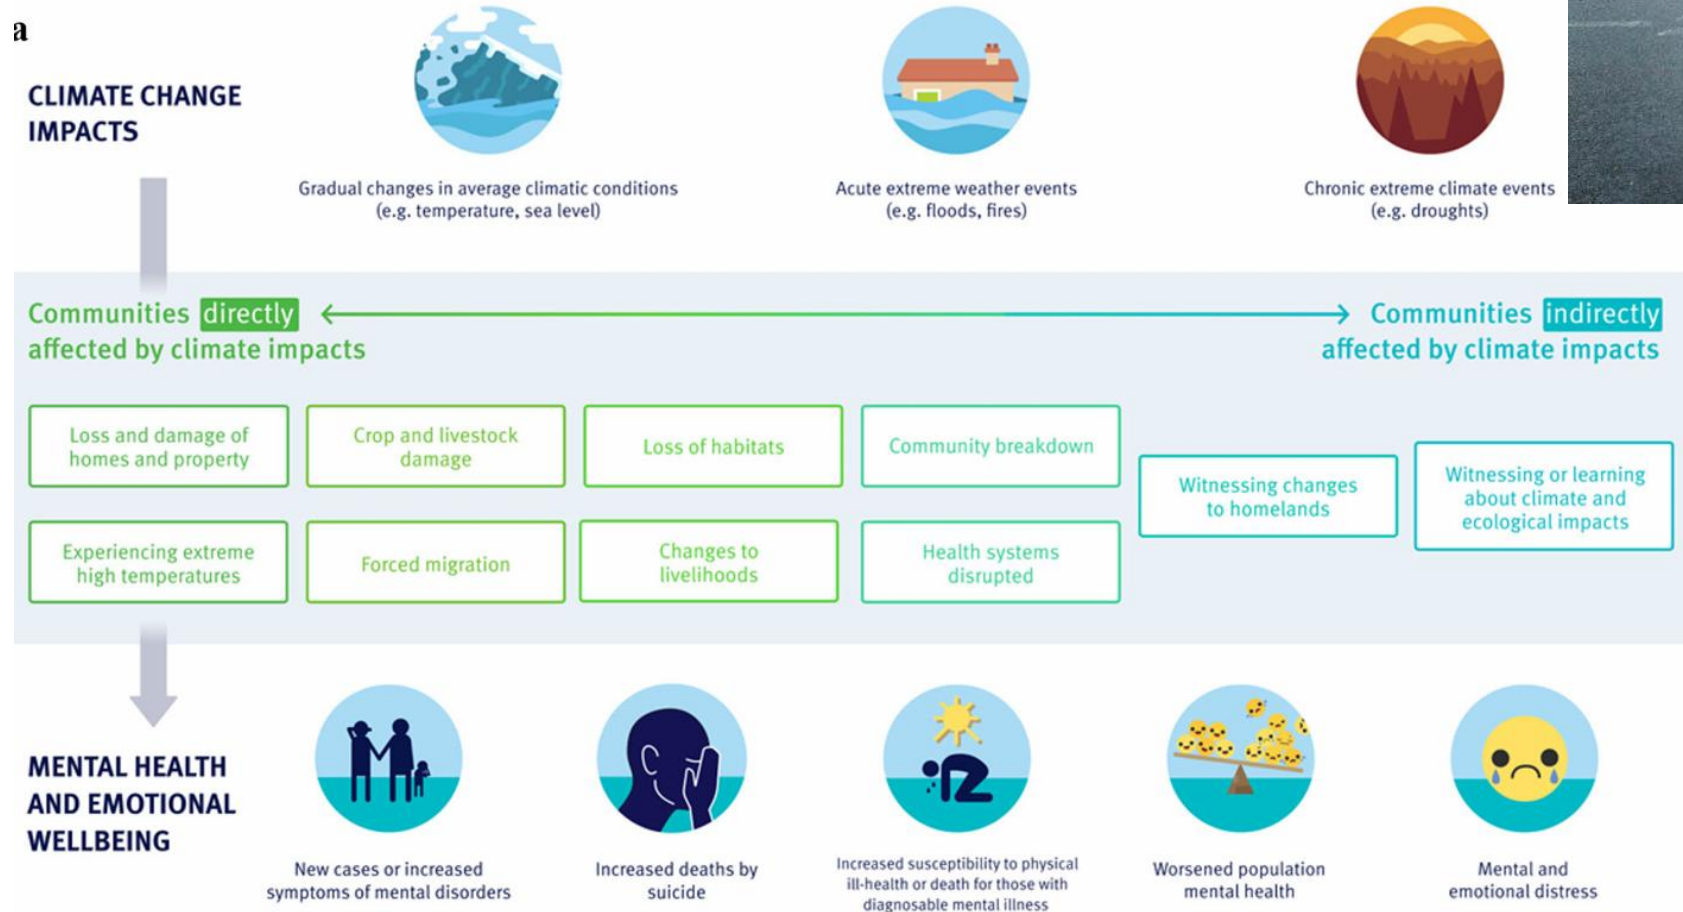 a
CLIMATE CHANGE
IMPACTS
Gradual changes in average climatic conditions
(e.g. temperature, sea level)
Acute extreme weather events
(e.g. floods, fires)
Chronic extreme climate events
(e.g. droughts)
Communities directly
affected by climate impacts
Communities indirectly
affected by climate impacts
Loss and damage of
homes and property
Crop and livestock
damage
Loss of habitats
Community breakdown
Witnessing changes
to homelands
Witnessing or learning
about climate and
ecological impacts
Experiencing extreme
high temperatures
Forced migration
Changes to
livelihoods
Health systems
disrupted
MENTAL HEALTH
AND EMOTIONAL
WELLBEING
New cases or increased
symptoms of mental disorders
Increased deaths by
suicide
Increased susceptibility to physical
ill-health or death for those with
diagnosable mental illness
Worsened population
mental health
Mental and
emotional distress